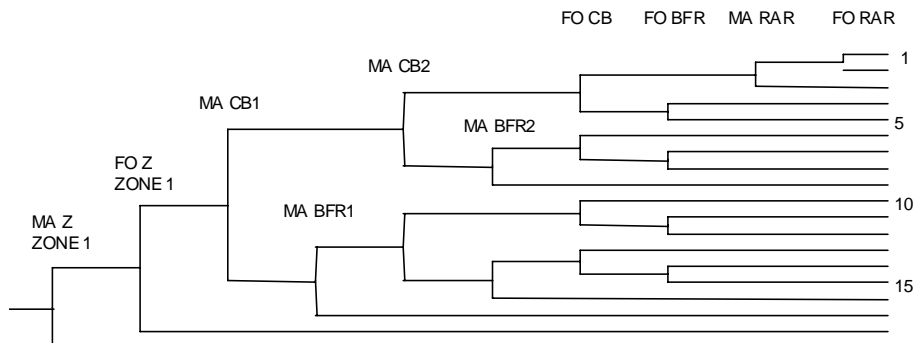 FO CB FO BFR MA RAR FO RAR
1
MA CB2
MA CB1
5
MA BFR2
FO Z
ZONE 1
10
MA BFR1
MA Z
ZONE 1
15